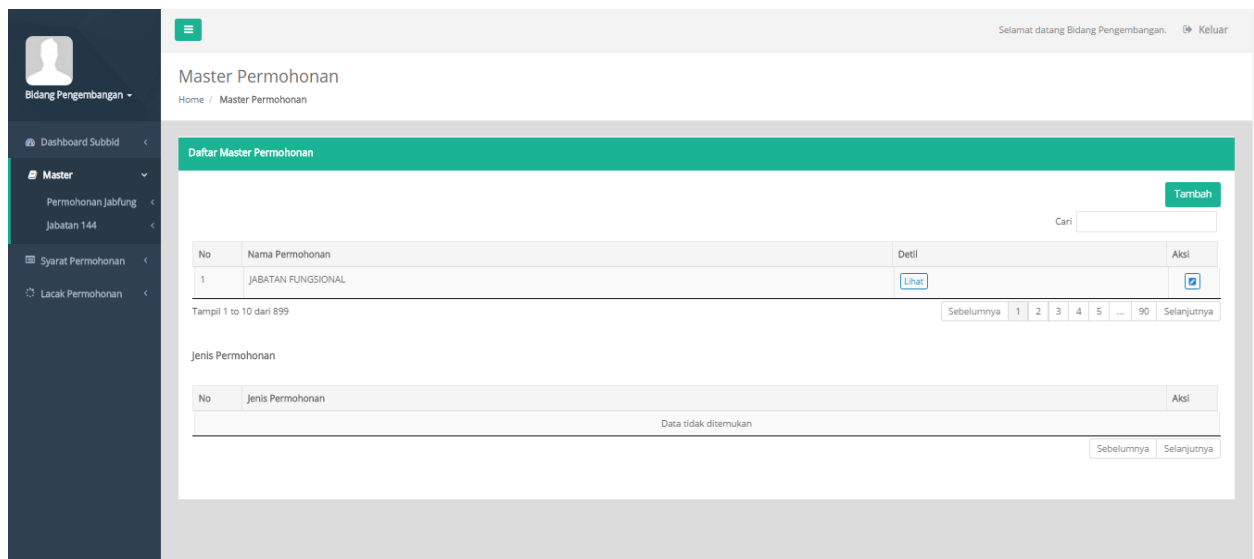 Selamat datang Bidang Pengembangan. Keluar
Bidang Pengembangan
Master Permohonan
Home / Master Permohonan
Dashboard Subbid
Master
Permohonan Jabfung
Jabatan 144
Syarat Permohonan
Lacak Permohonan
Daftar Master Permohonan
Tambah
Cari
No Nama Permohonan Detil Aksi
1 JABATAN FUNGSIONAL Lihat
Tampil 1 to 10 dari 899 Sebelumnya 1 2 3 4 5 ... 90 Selanjutnya
Jenis Permohonan
No Jenis Permohonan Aksi
Data tidak ditemukan
Sebelumnya Selanjutnya